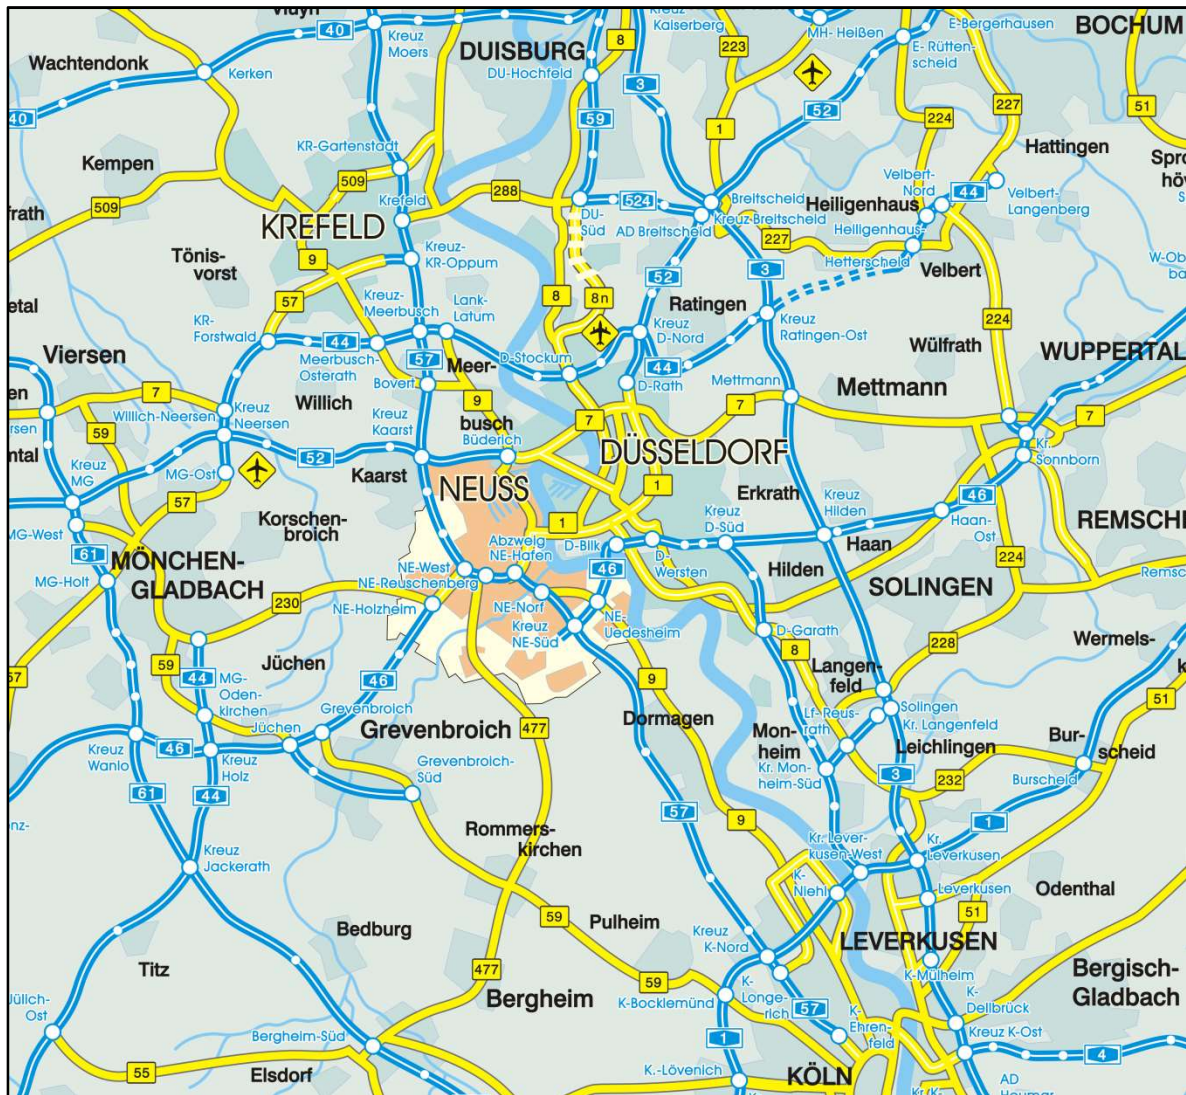 Vluyn
40
Kreuz
Moers
DUISBURG
DU-Hochfeld
8
Kreuz
Kaiserberg
223
MH- Heißen
E-Bergerhausen
E- Rütten-
scheid
BOCHUM
Wachtendonk
Kerken
40
3
59
52
1
224
227
51
Kempen
KR-Gartenstadt
509
509
288
524
Hattingen
Velbert-
Nord
44
Velbert-
Langenberg
KREFELD
Krefeld
DU-
Süd
Breitscheid
Kreuz-Breitscheid
AD Breitscheid
Heiligenhaus
Heiligenhaus-
Hetterscheid
227
Velbert
Tönis-
vorst
9
Kreuz-
KR-Oppum
52
3
57
8
8n
Ratingen
KR-
Forstwald
Kreuz-
Meerbusch
Lank-
Latum
Kreuz
D-Nord
Kreuz
Ratingen-Ost
224
Wülfrath
WUPPERTAL
Viersen
44
Meerbusch-
Osterath
57
Bovert
Meer-
busch
D-Stockum
44
D-Rath
Mettmann
Mettmann
7
Willich-Neersen
Kreuz
Neersen
Willich
9
7
7
7
59
Kreuz
Kaarst
Büderich
DÜSSELDORF
Kr.
Sonnborn
Kreuz
MG
MG-Ost
52
Kaarst
NEUSS
1
Erkrath
Kreuz
Hilden
46
Haan-
Ost
57
MG-West
Korschen-
broich
1
Kreuz
D-Süd
Haan
REMSCHE
61
MÖNCHEN-
GLADBACH
MG-Holt
Abzweig
NE-Hafen
D-Bilk
D-
Wersten
Hilden
224
SOLINGEN
NE-West
NE-Reuschenberg
46
230
NE-Holzheim
NE-Norf
Kreuz
NE-Süd
NE-
Uedesheim
D-Garath
Wermels-
59
Jüchen
8
228
57
44
MG-
Oden-
kirchen
46
9
Langen-
feld
51
Jüchen
Grevenbroich
Grevenbroich
477
Dormagen
Mon-
heim
Lf-Reus-
rath
Solingen
Kr. Langenfeld
Leichlingen
Bur-
scheid
Kreuz
Wanlo
46
Kreuz
Holz
Grevenbroich-
Süd
Kr. Mon-
heim-Süd
3
232
Burscheid
61
44
57
9
1
Rommers-
kirchen
Kreuz
Jackerath
Kr. Lever-
kusen-West
Kr.
Leverkusen
K-
Niehl
Leverkusen
Odenthal
59
Pulheim
51
Bedburg
Kreuz
K-Nord
LEVERKUSEN
Titz
477
59
K-Mülheim
Bergisch-
Gladbach
Bergheim
K-Bocklemünd
K-
Longe-
rich
K-
Dellbrück
Jülich-
Ost
57
K-
Ehren-
feld
Kreuz K-Ost
Bergheim-Süd
1
4
55
Elsdorf
K.-Lövenich
KÖLN
AD